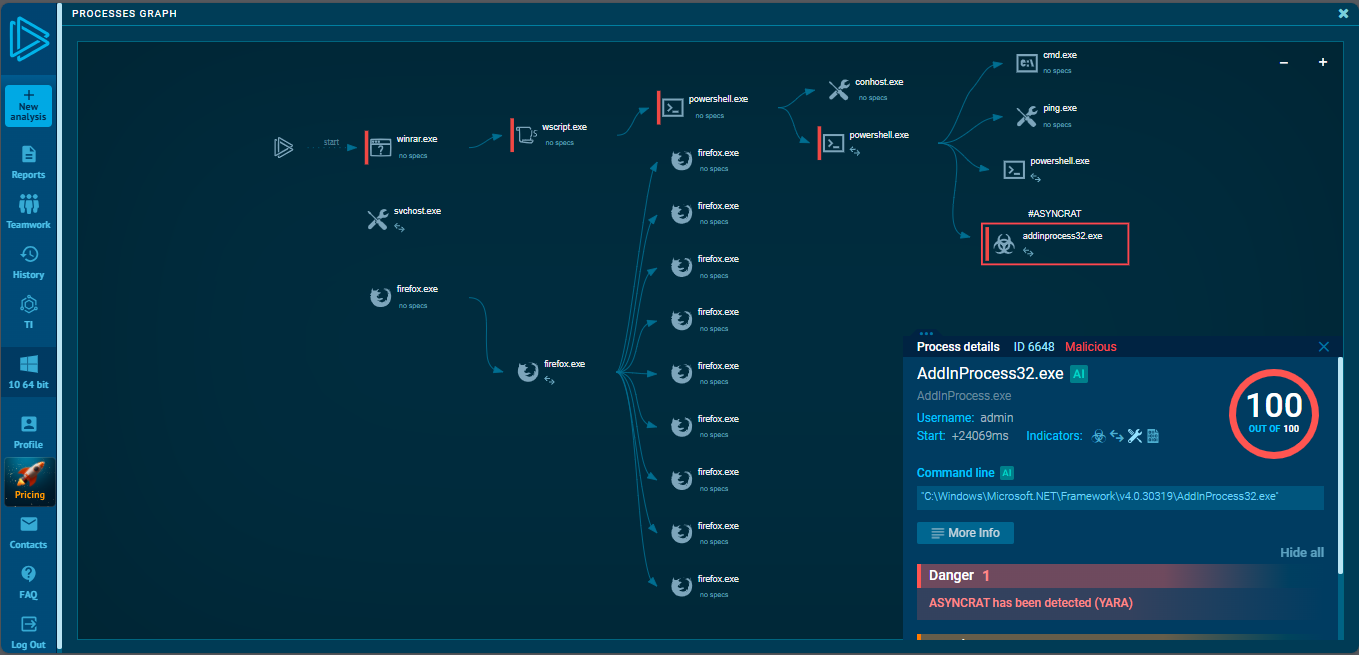 PROCESSES GRAPH
New
analysis
Reports
Teamwork
History
TI
10 64 bit
Profile
Pricing
Contacts
FAQ
Log Out
start
winrar.exe
no specs
wscript.exe
no specs
powershell.exe
no specs
conhost.exe
no specs
powershell.exe
cmd.exe
no specs
ping.exe
no specs
powershell.exe
#ASYNCRAT
addinprocess32.exe
svchost.exe
firefox.exe
no specs
firefox.exe
firefox.exe
no specs
firefox.exe
no specs
firefox.exe
no specs
firefox.exe
no specs
firefox.exe
no specs
firefox.exe
no specs
firefox.exe
no specs
firefox.exe
no specs
firefox.exe
no specs
Process details ID 6648 Malicious
AddInProcess32.exe AI
AddInProcess.exe
Username: admin
Start: +24069ms Indicators:
100
OUT OF 100
Command line AI
"C:\Windows\Microsoft.NET\Framework\v4.0.30319\AddInProcess32.exe"
More Info
Hide all
Danger 1
ASYNCRAT has been detected (YARA)